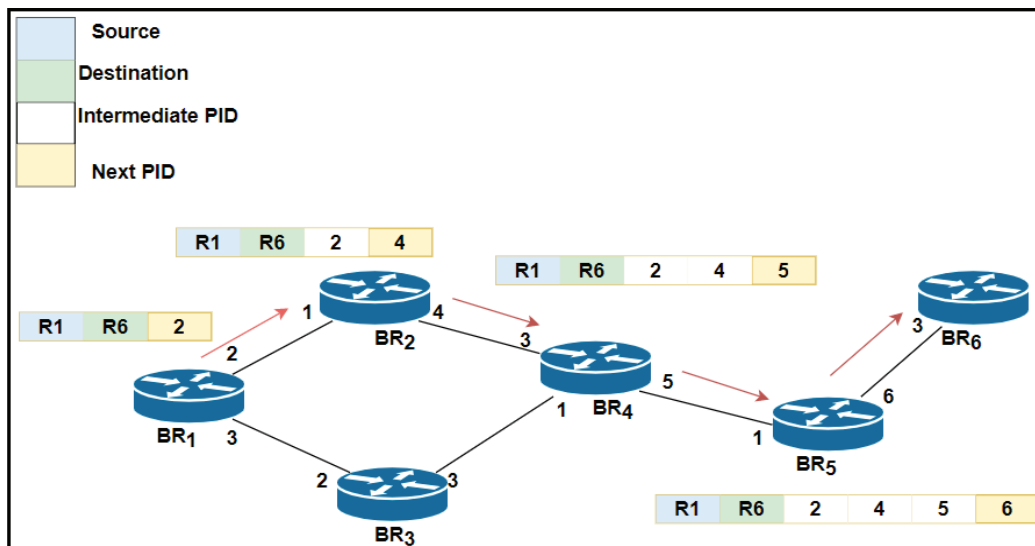 Source
Destination
Intermediate PID
Next PID
R1 R6 2 4
R1 R6 2 4 5
R1 R6 2
1
4
BR2
3
3
BR6
2
BR1
3
1
BR4
5
6
1
BR5
2
3
BR3
R1 R6 2 4 5 6